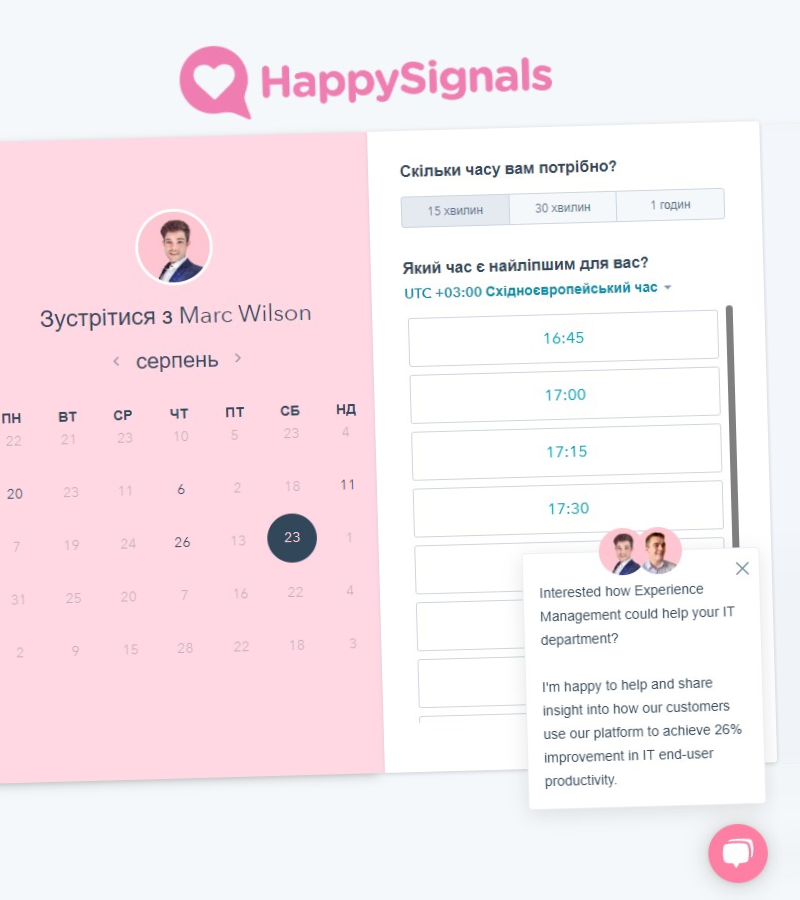 HappySignals
Зустрітися з Marc Wilson
серпень
ПН ВТ СР ЧТ ПТ СБ НД
22 21 23 10 5 23 4
20 23 11 6 2 18 11
7 19 24 26 13 23 1
31 25 20 7 16 22 4
2 9 15 28 22 18 3
Скільки часу вам потрібно?
15 хвилин 30 хвилин 1 годин
Який час є найліпшим для вас?
UTC +03:00 Східноєвропейський час
16:45
17:00
17:15
17:30
Interested how Experience
Management could help your IT
department?
I'm happy to help and share
insight into how our customers
use our platform to achieve 26%
improvement in IT end-user
productivity.